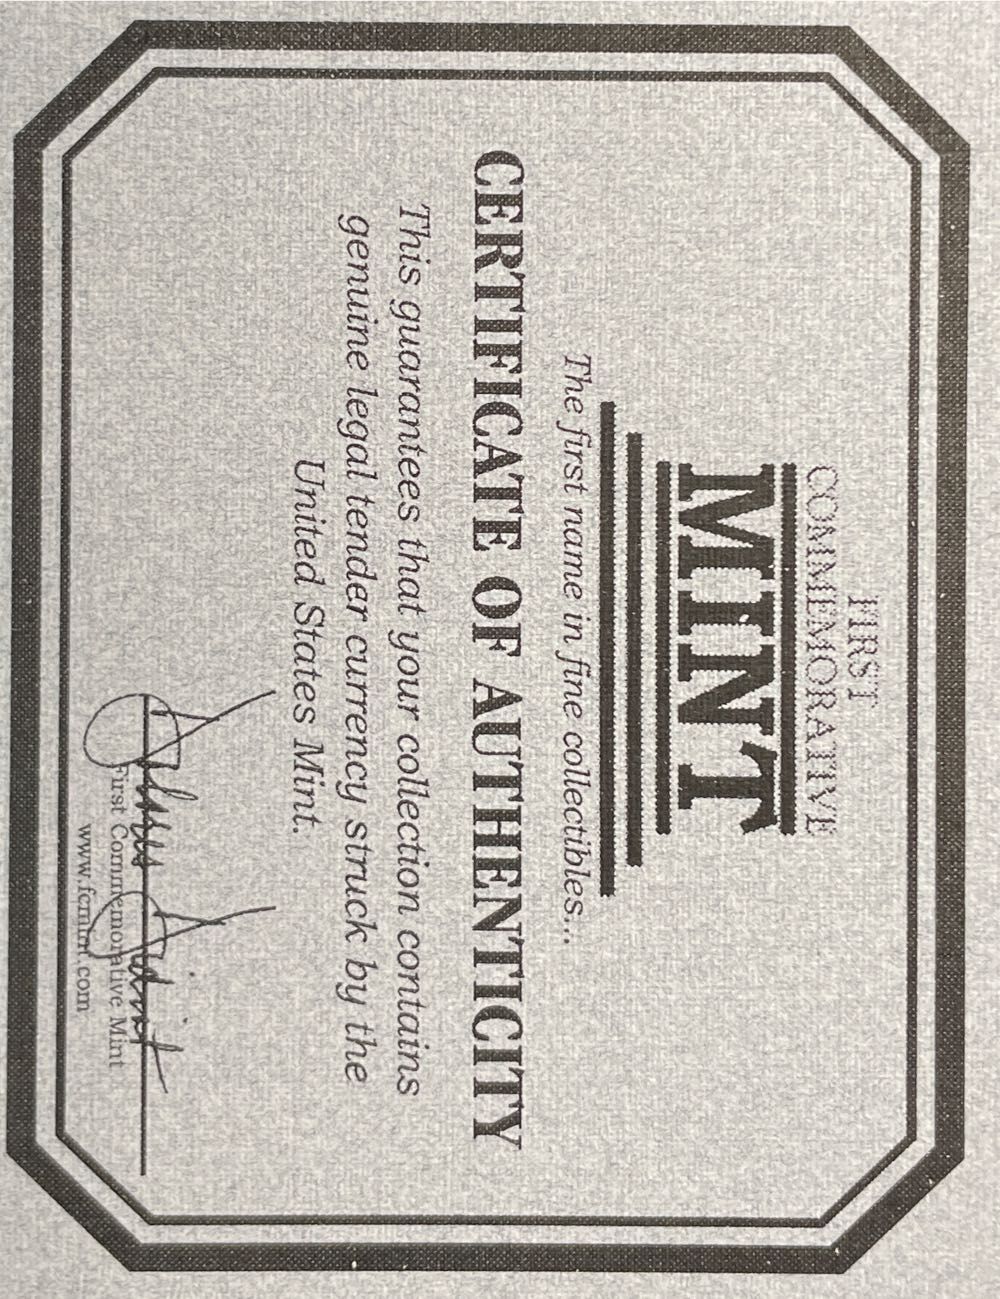 FIRST
COMMEMORATIVE
MINT
The first name in fine collectibles...
CERTIFICATE OF AUTHENTICITY
This guarantees that your collection contains
genuine legal tender currency struck by the
United States Mint.
First Commemorative Mint
www.fcmint.com